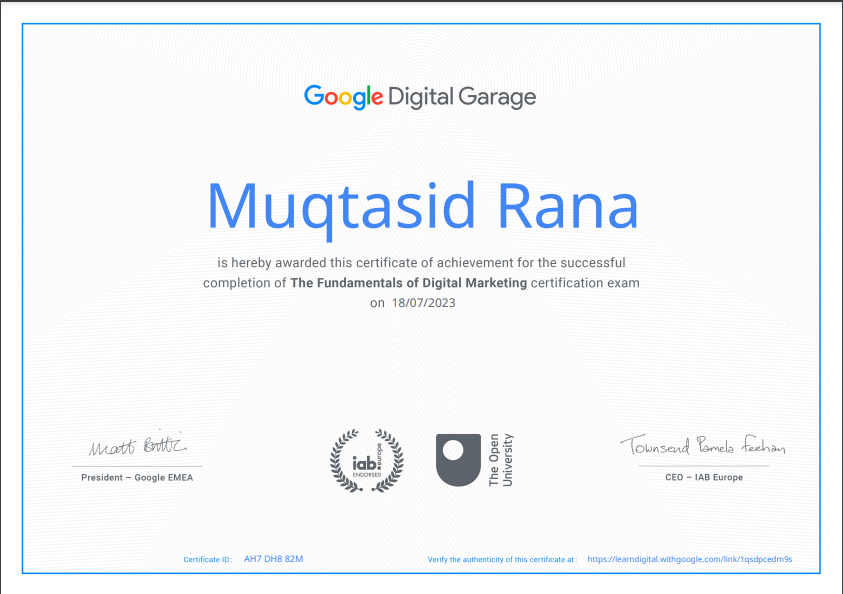 Google Digital Garage
Muqtasid Rana
is hereby awarded this certificate of achievement for the successful
completion of The Fundamentals of Digital Marketing certification exam
on 18/07/2023
Matt Brittin
Townsend Pamela Feehan
President – Google EMEA
iab.europe
ENDORSED
The Open
University
CEO – IAB Europe
Certificate ID : AH7 DH8 82M
Verify the authenticity of this certificate at : https://learndigital.withgoogle.com/link/1qsdpcedm9s